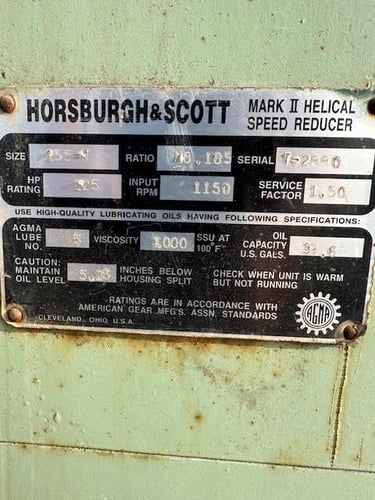 HORSBURGH & SCOTT MARK II HELICAL SPEED REDUCER
SIZE RATIO 18.185 SERIAL
HP RATING INPUT RPM 1150 SERVICE FACTOR 1.50
USE HIGH-QUALITY LUBRICATING OILS HAVING FOLLOWING SPECIFICATIONS:
AGMA LUBE NO. 5 VISCOSITY 1000 SSU AT 100°F OIL CAPACITY U.S. GALS.
CAUTION: MAINTAIN OIL LEVEL INCHES BELOW HOUSING SPLIT CHECK WHEN UNIT IS WARM BUT NOT RUNNING
RATINGS ARE IN ACCORDANCE WITH
AMERICAN GEAR MFG'S. ASSN. STANDARDS
CLEVELAND, OHIO U.S.A.
AGMA